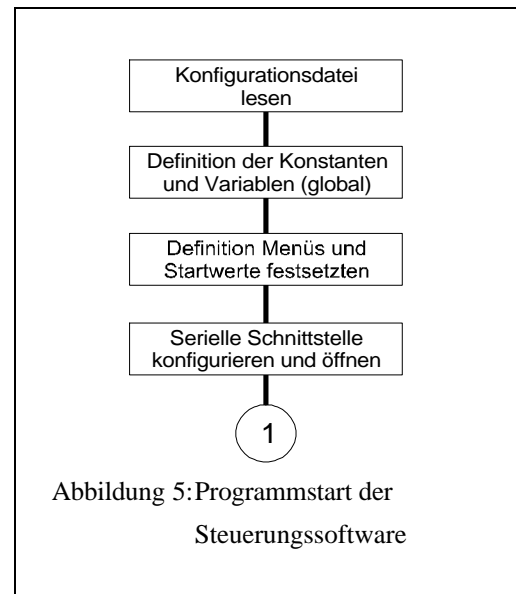 Konfigurationsdatei
lesen
Definition der Konstanten
und Variablen (global)
Definition Menüs und
Startwerte festsetzten
Serielle Schnittstelle
konfigurieren und öffnen
1
Abbildung 5:Programmstart der
Steuerungssoftware